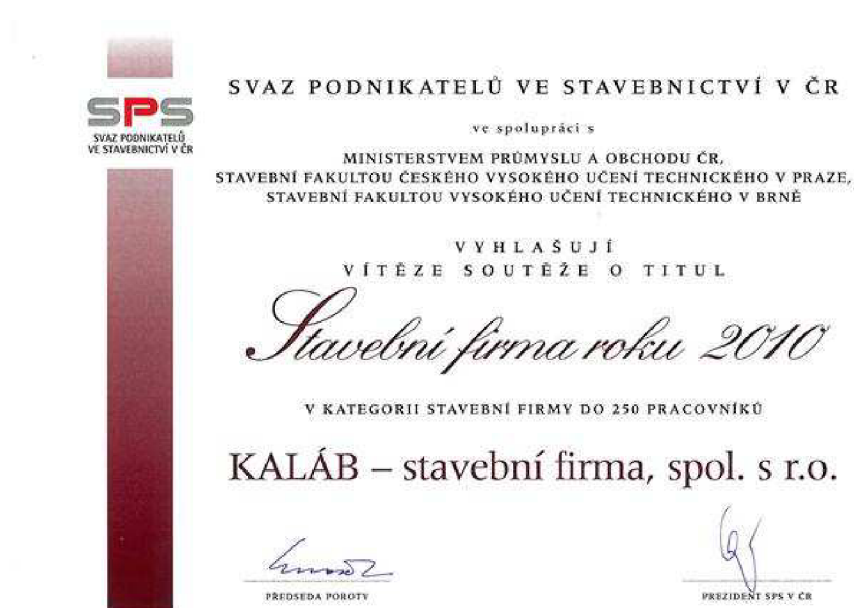 SPS
SVAZ PODNIKATELŮ
VE STAVEBNICTVÍ V ČR
SVAZ PODNIKATELŮ VE STAVEBNICTVÍ V ČR
ve spolupráci s
MINISTERSTVEM PRŮMYSLU A OBCHODU ČR,
STAVEBNÍ FAKULTOU ČESKÉHO VYSOKÉHO UČENÍ TECHNICKÉHO V PRAZE,
STAVEBNÍ FAKULTOU VYSOKÉHO UČENÍ TECHNICKÉHO V BRNĚ
VYHLAŠUJÍ
VÍTĚZE SOUTĚŽE O TITUL
Stavební firma roku 2010
V KATEGORII STAVEBNÍ FIRMY DO 250 PRACOVNÍKŮ
KALÁB – stavební firma, spol. s r.o.
PŘEDSEDA POROTY
PREZIDENT SPS V ČR